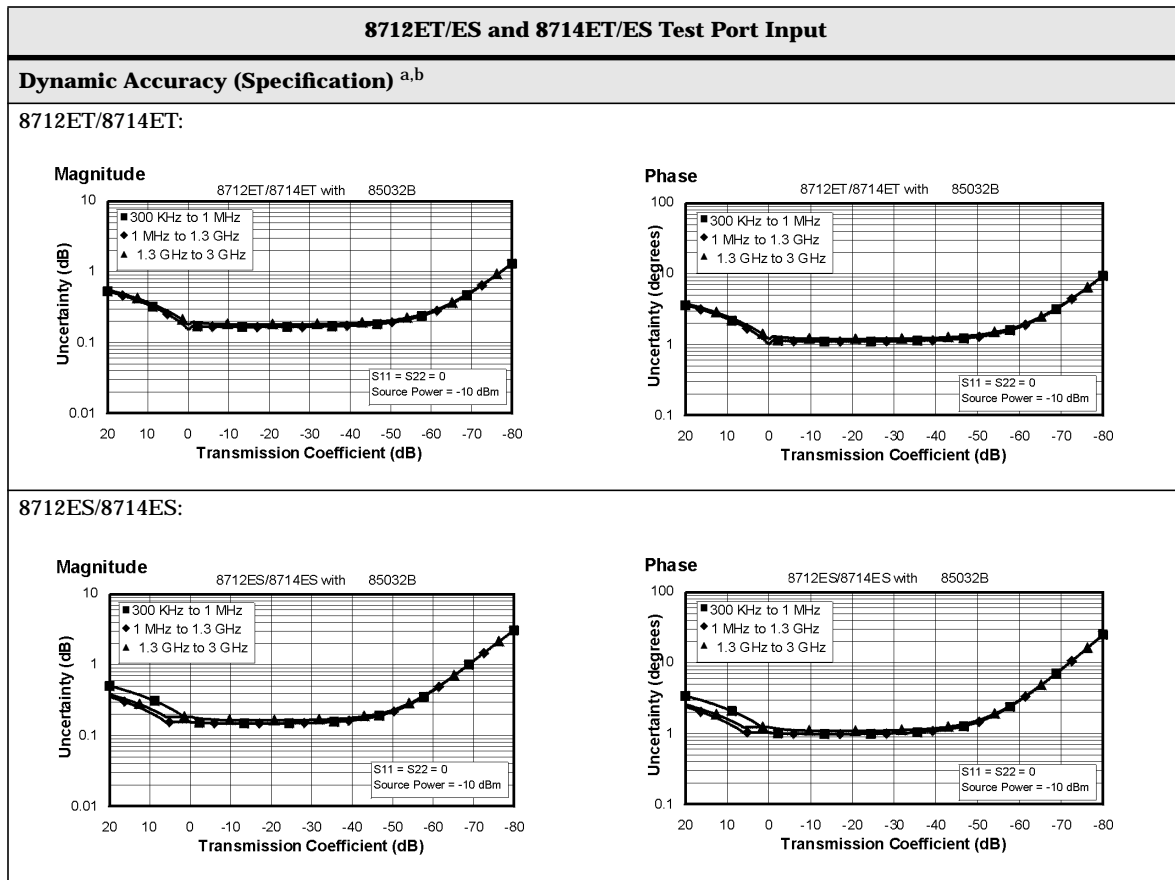 8712ET/ES and 8714ET/ES Test Port Input
Dynamic Accuracy (Specification) a,b
8712ET/8714ET:
Magnitude
8712ET/8714ET with 85032B
10
1
0.1
0.01
Uncertainty (dB)
300 KHz to 1 MHz
1 MHz to 1.3 GHz
1.3 GHz to 3 GHz
S11 = S22 = 0
Source Power = -10 dBm
20 10 0 -10 -20 -30 -40 -50 -60 -70 -80
Transmission Coefficient (dB)
Phase
8712ET/8714ET with 85032B
100
10
1
0.1
Uncertainty (degrees)
300 KHz to 1 MHz
1 MHz to 1.3 GHz
1.3 GHz to 3 GHz
S11 = S22 = 0
Source Power = -10 dBm
20 10 0 -10 -20 -30 -40 -50 -60 -70 -80
Transmission Coefficient (dB)
8712ES/8714ES:
Magnitude
8712ES/8714ES with 85032B
10
1
0.1
0.01
Uncertainty (dB)
300 KHz to 1 MHz
1 MHz to 1.3 GHz
1.3 GHz to 3 GHz
S11 = S22 = 0
Source Power = -10 dBm
20 10 0 -10 -20 -30 -40 -50 -60 -70 -80
Transmission Coefficient (dB)
Phase
8712ES/8714ES with 85032B
100
10
1
0.1
Uncertainty (degrees)
300 KHz to 1 MHz
1 MHz to 1.3 GHz
1.3 GHz to 3 GHz
S11 = S22 = 0
Source Power = -10 dBm
20 10 0 -10 -20 -30 -40 -50 -60 -70 -80
Transmission Coefficient (dB)